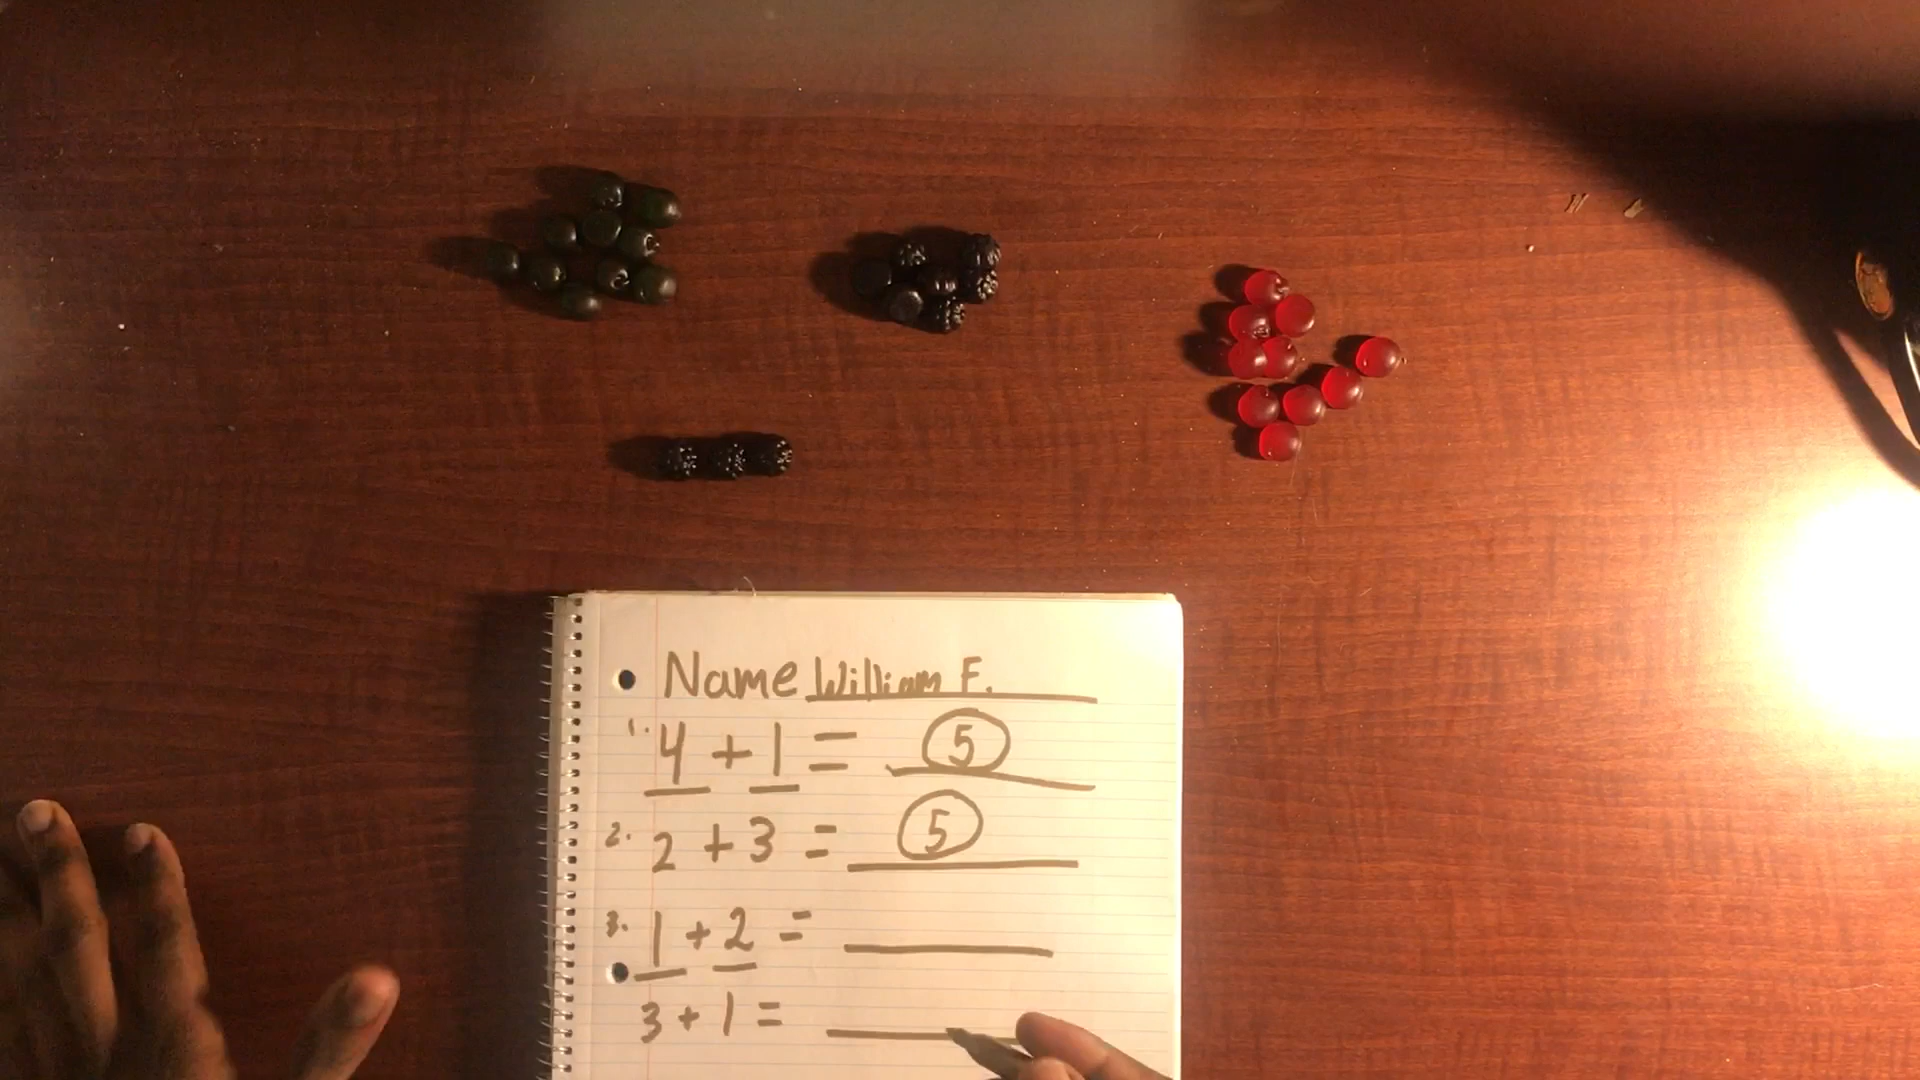 Name William F.
1. 4 + 1 = 5
2. 2 + 3 = 5
3. 1 + 2 =
3 + 1 =